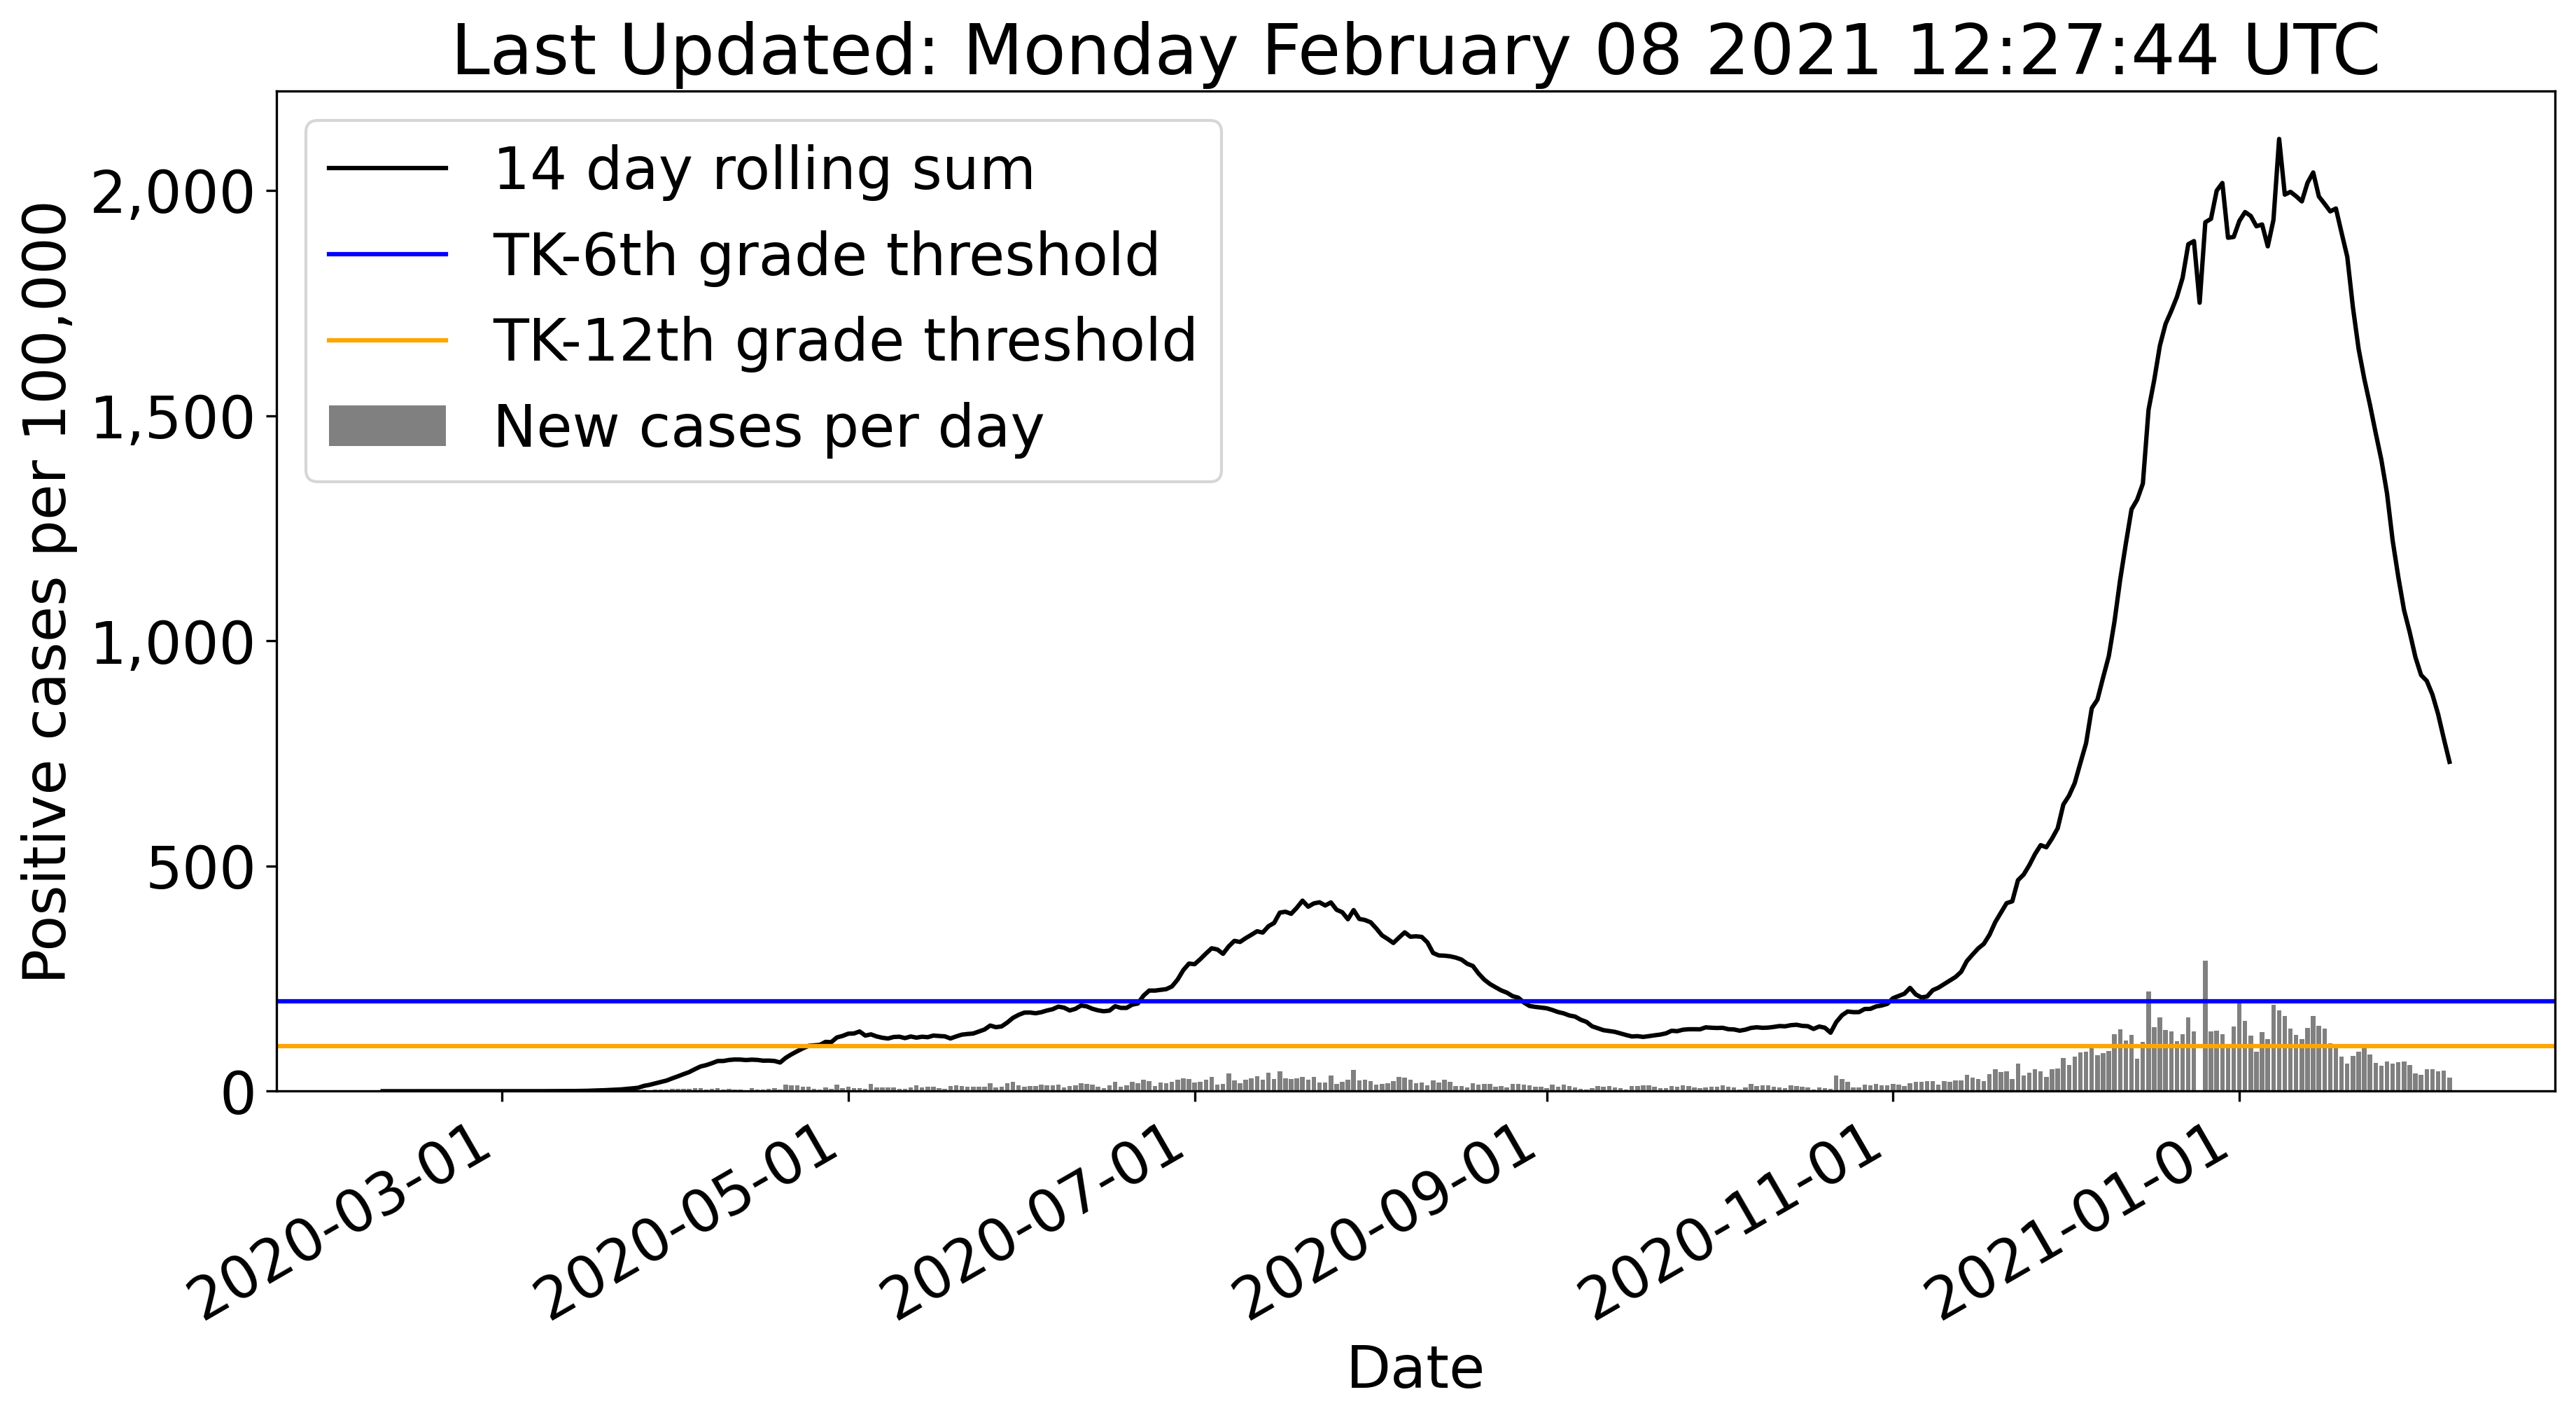 Last Updated: Monday February 08 2021 12:27:44 UTC
14 day rolling sum
TK-6th grade threshold
TK-12th grade threshold
New cases per day
Positive cases per 100,000
2,000
1,500
1,000
500
0
2020-03-01
2020-05-01
2020-07-01
2020-09-01
2020-11-01
2021-01-01
Date